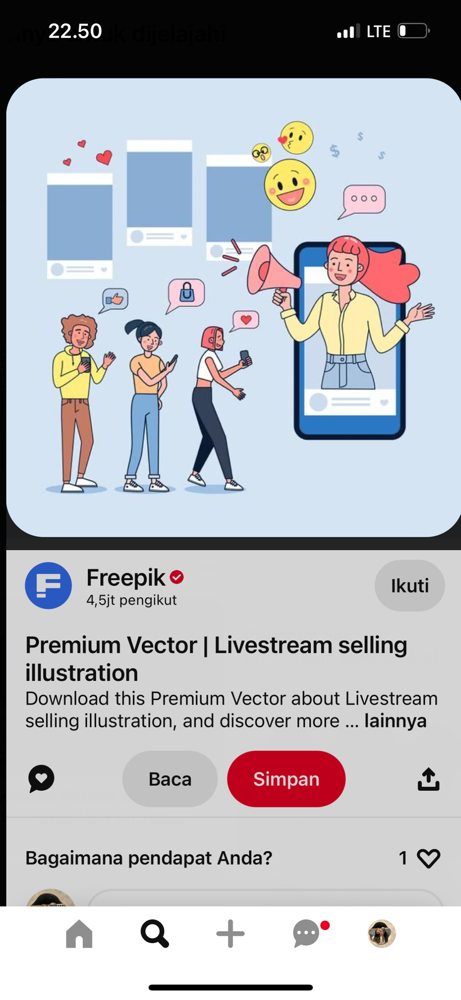 22.50
LTE
dijelajahi
$ $ $
Freepik
4,5jt pengikut
Ikuti
Premium Vector | Livestream selling
illustration
Download this Premium Vector about Livestream
selling illustration, and discover more ... lainnya
Baca
Simpan
Bagaimana pendapat Anda?
1